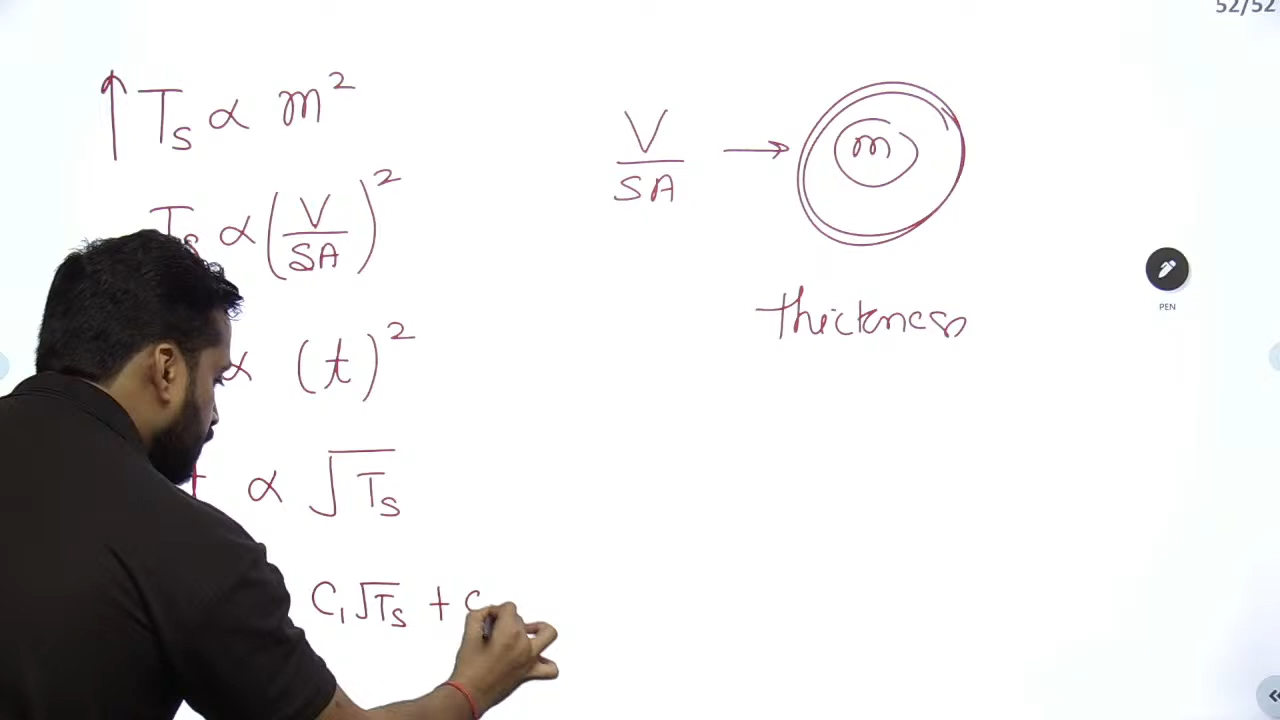 52/52
↑ Ts ∝ m²
Ts ∝ (V/SA)²
∝ (t)²
t ∝ √Ts
C₁√Ts + C
V/SA → m
thickness
PEN